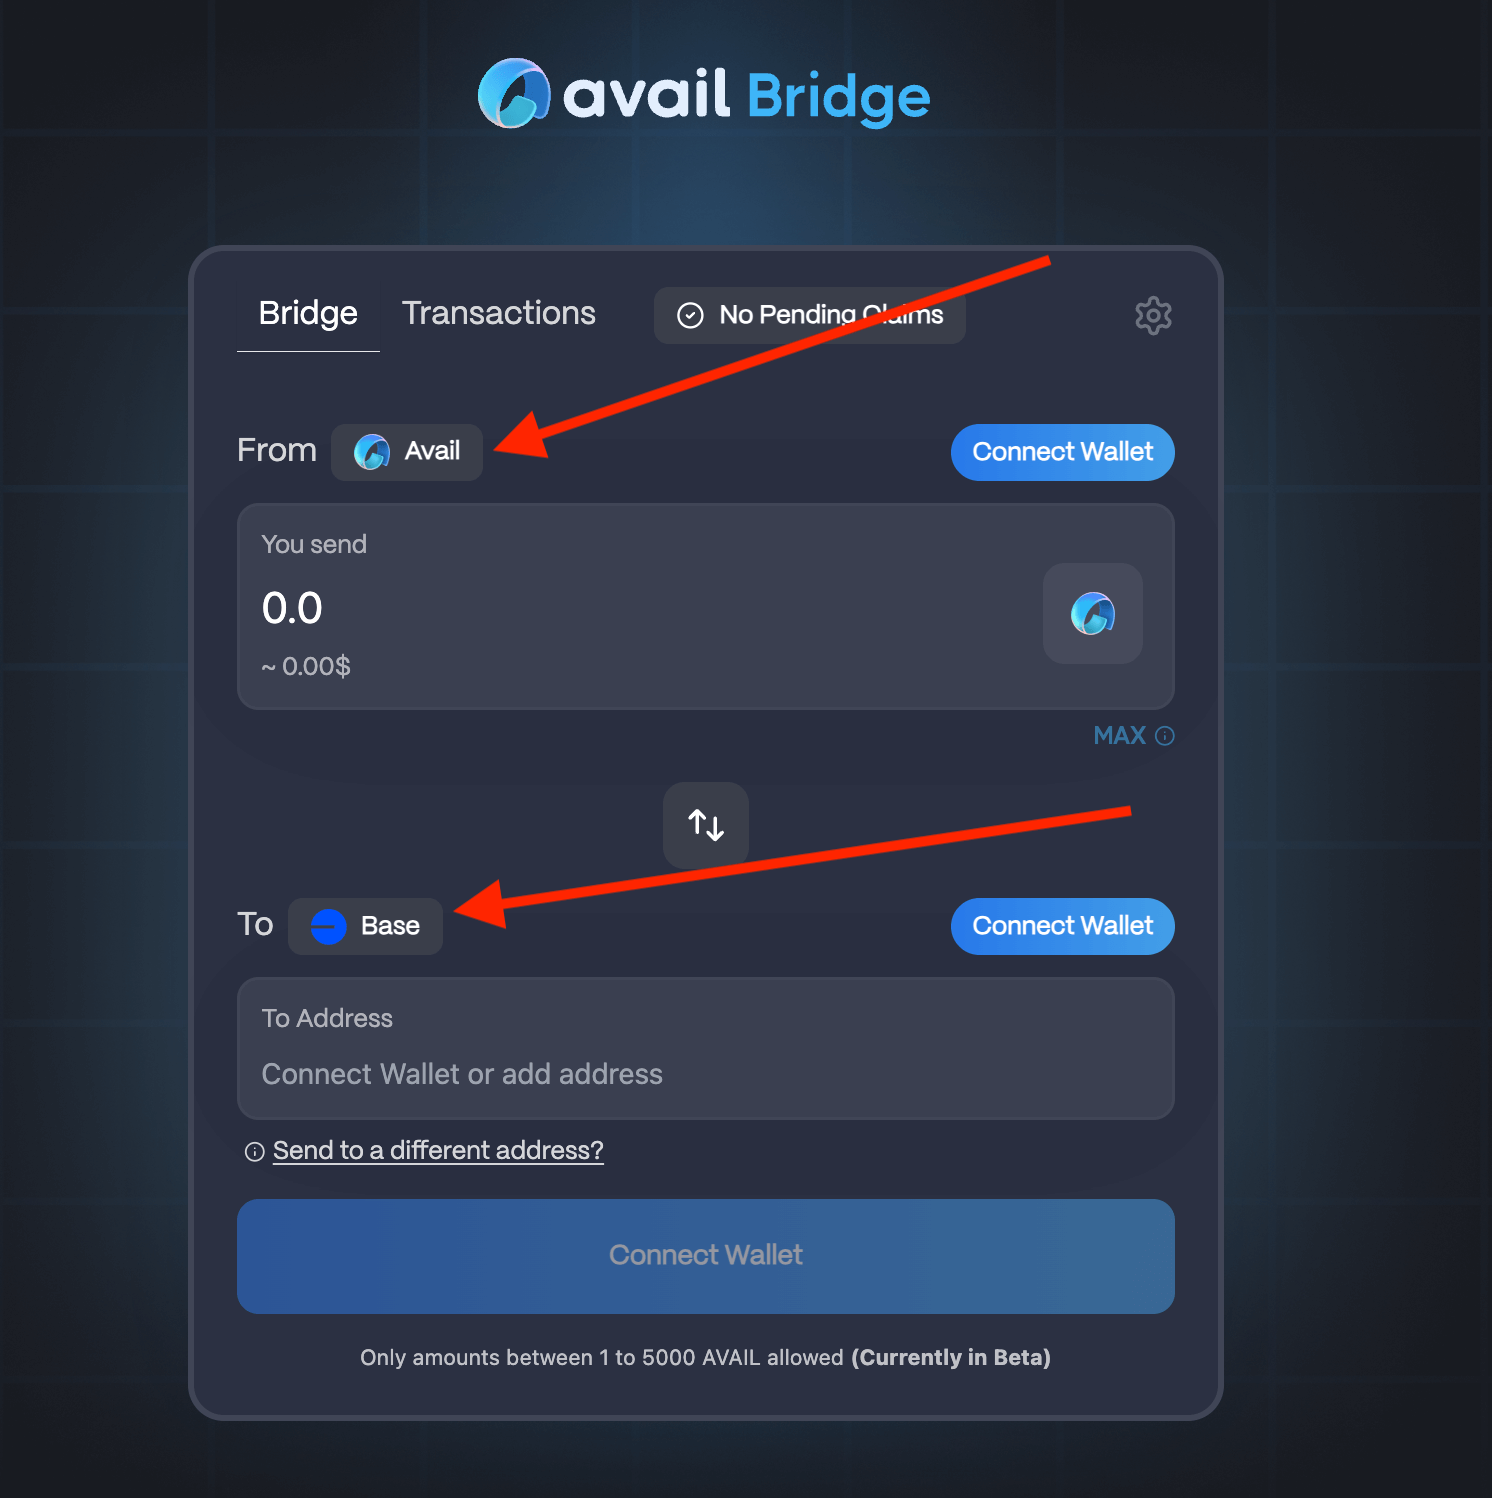 avail Bridge
Bridge Transactions No Pending Claims
From Avail Connect Wallet
You send
0.0
~ 0.00$
MAX
To Base Connect Wallet
To Address
Connect Wallet or add address
Send to a different address?
Connect Wallet
Only amounts between 1 to 5000 AVAIL allowed (Currently in Beta)